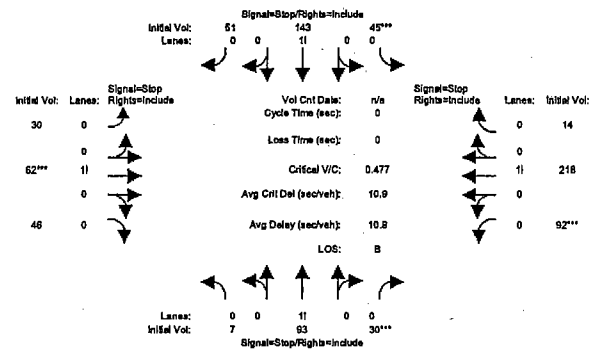 Signal=Stop/Rights=Include
Initial Vol: 51 143 45***
Lanes: 0 0 1! 0 0
Signal=Stop
Initial Vol: Lanes: Rights=Include
Vol Cnt Date: n/a
Signal=Stop
Rights=Include Lanes: Initial Vol:
Cycle Time (sec): 0
30 0
0 14
Loss Time (sec): 0
0
0
62*** 1!
Critical V/C: 0.477
1! 218
0
Avg Crit Del (sec/veh): 10.9
0
46 0
Avg Delay (sec/veh): 10.8
0 92***
LOS: B
Lanes: 0 0 1! 0 0
Initial Vol: 7 93 30***
Signal=Stop/Rights=Include